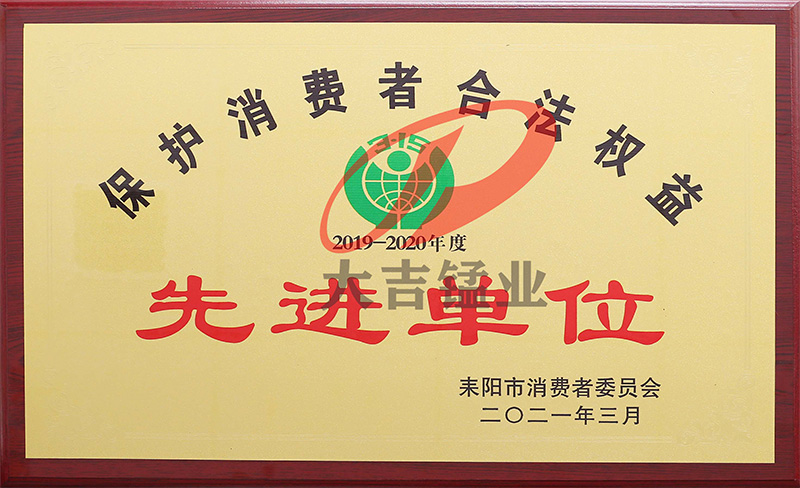 保护消费者合法权益
3·15
2019-2020年度
大吉锰业
先进单位
耒阳市消费者委员会
二〇二一年三月